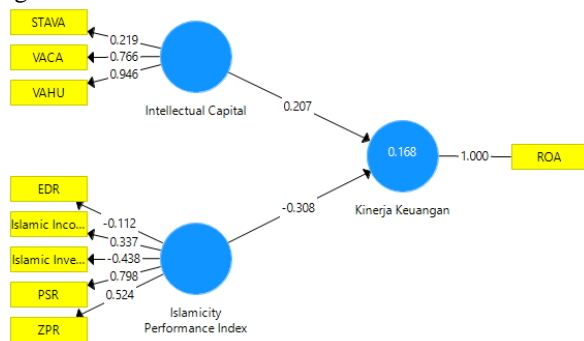 STAVA
0.219
VACA
0.766
VAHU
0.946
Intellectual Capital
0.207
0.168
1.000
ROA
Kinerja Keuangan
-0.308
EDR
-0.112
Islamic Inco...
0.337
Islamic Inve...
-0.438
PSR
0.798
ZPR
0.524
Islamicity
Performance Index